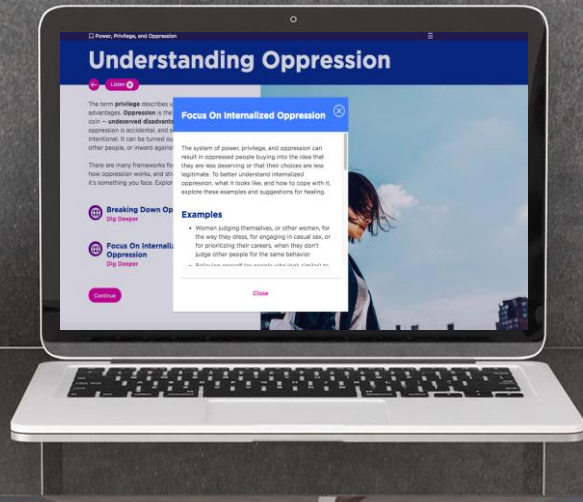 Power, Privilege, and Oppression
Understanding Oppression
Listen
The term privilege describes u
advantages. Oppression is the
coin — undeserved disadvanta
oppression is accidental, and s
intentional. It can be turned ou
other people, or inward agains
There are many frameworks fo
how oppression works, and str
it's something you face. Explor
Breaking Down Op
Dig Deeper
Focus On Internaliz
Oppression
Dig Deeper
Continue
Focus On Internalized Oppression
The system of power, privilege, and oppression can
result in oppressed people buying into the idea that
they are less deserving or that their choices are less
legitimate. To better understand internalized
oppression, what it looks like, and how to cope with it,
explore these examples and suggestions for healing.
Examples
• Women judging themselves, or other women, for
the way they dress, for engaging in casual sex, or
for prioritizing their careers, when they don't
judge other people for the same behavior
Close